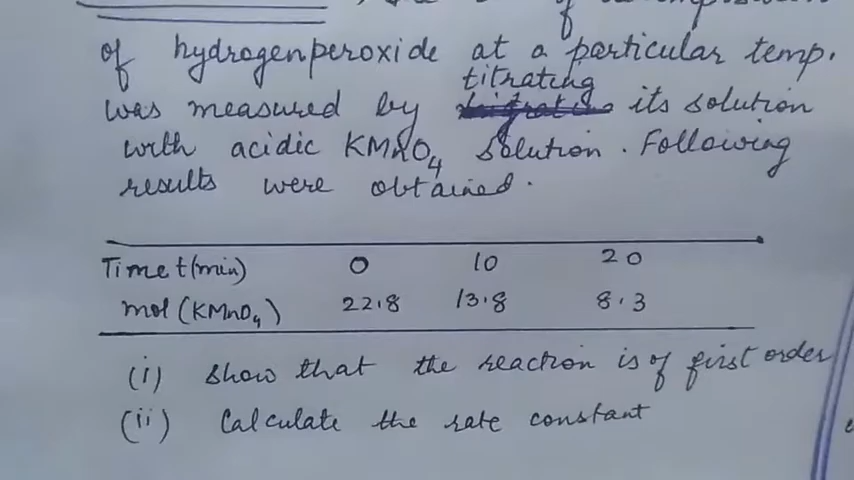 of hydrogenperoxide at a particular temp.
titrating
was measured by its solution
with acidic KMnO4 solution. Following
results were obtained.
Time t(min) 0 10 20
mol (KMnO4) 22.8 13.8 8.3
(i) show that the reaction is of first order
(ii) Calculate the rate constant